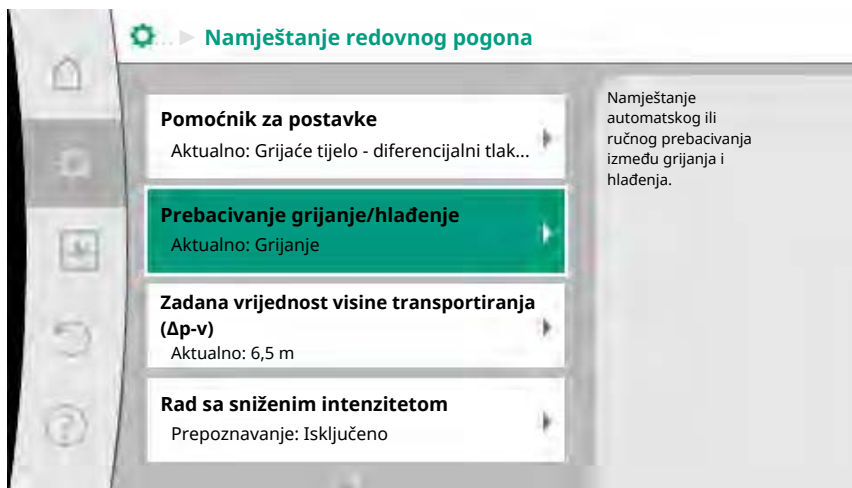 Namještanje redovnog pogona
Pomoćnik za postavke
Aktualno: Grijaće tijelo - diferencijalni tlak...
Prebacivanje grijanje/hlađenje
Aktualno: Grijanje
Zadana vrijednost visine transportiranja
(Δp-v)
Aktualno: 6,5 m
Rad sa sniženim intenzitetom
Prepoznavanje: Isključeno
Namještanje
automatskog ili
ručnog prebacivanja
između grijanja i
hlađenja.